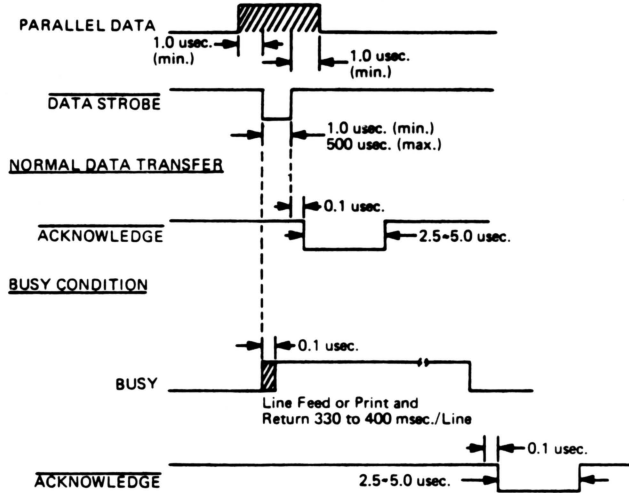 PARALLEL DATA
1.0 usec.
(min.)
1.0 usec.
(min.)
DATA STROBE
1.0 usec. (min.)
500 usec. (max.)
NORMAL DATA TRANSFER
0.1 usec.
ACKNOWLEDGE
2.5-5.0 usec.
BUSY CONDITION
0.1 usec.
BUSY
Line Feed or Print and
Return 330 to 400 msec./Line
0.1 usec.
ACKNOWLEDGE
2.5-5.0 usec.